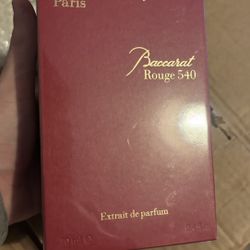 Paris
Baccarat
Rouge 540
Extrait de parfum